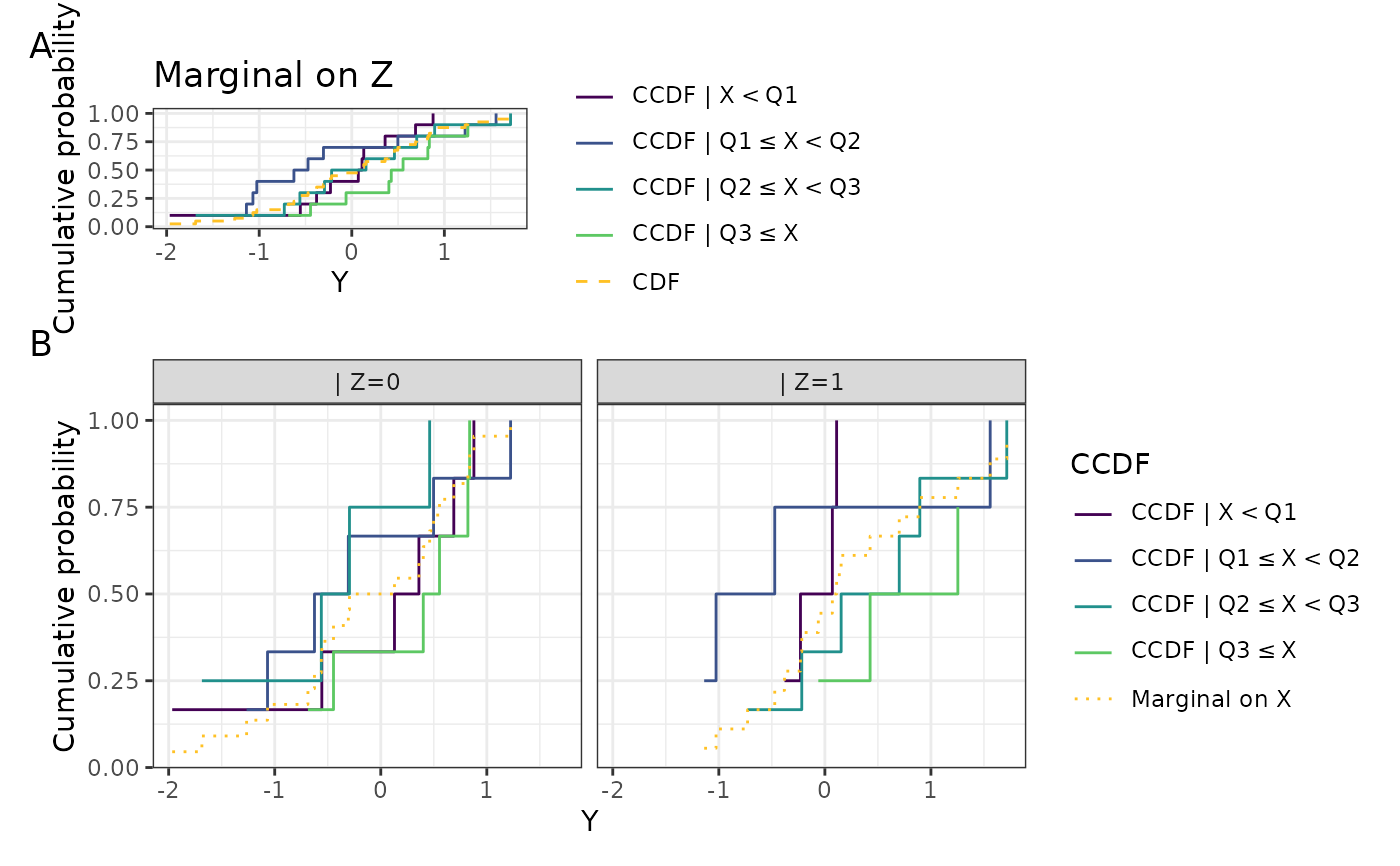 A
Cumulative probability
Marginal on Z
1.00
0.75
0.50
0.25
0.00
-2 -1 0 1
Y
CCDF | X < Q1
CCDF | Q1 ≤ X < Q2
CCDF | Q2 ≤ X < Q3
CCDF | Q3 ≤ X
CDF
B
Cumulative probability
| Z=0
| Z=1
1.00
0.75
0.50
0.25
0.00
-2 -1 0 1
-2 -1 0 1
Y
CCDF
CCDF | X < Q1
CCDF | Q1 ≤ X < Q2
CCDF | Q2 ≤ X < Q3
CCDF | Q3 ≤ X
Marginal on X